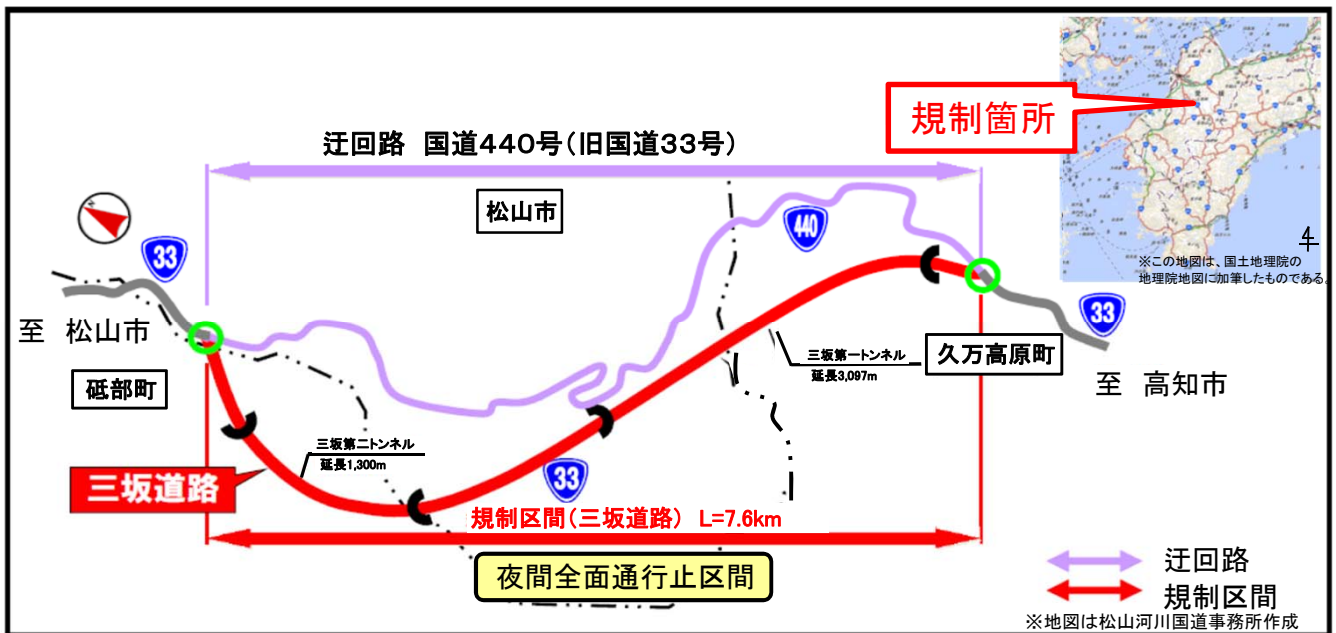 規制箇所
※この地図は、国土地理院の
地理院地図に加筆したものである。
迂回路 国道440号(旧国道33号)
松山市
440
33
33
至 松山市
砥部町
三坂第一トンネル
延長3,097m
久万高原町
至 高知市
三坂第二トンネル
延長1,300m
三坂道路
33
規制区間(三坂道路) L=7.6km
夜間全面通行止区間
迂回路
規制区間
※地図は松山河川国道事務所作成